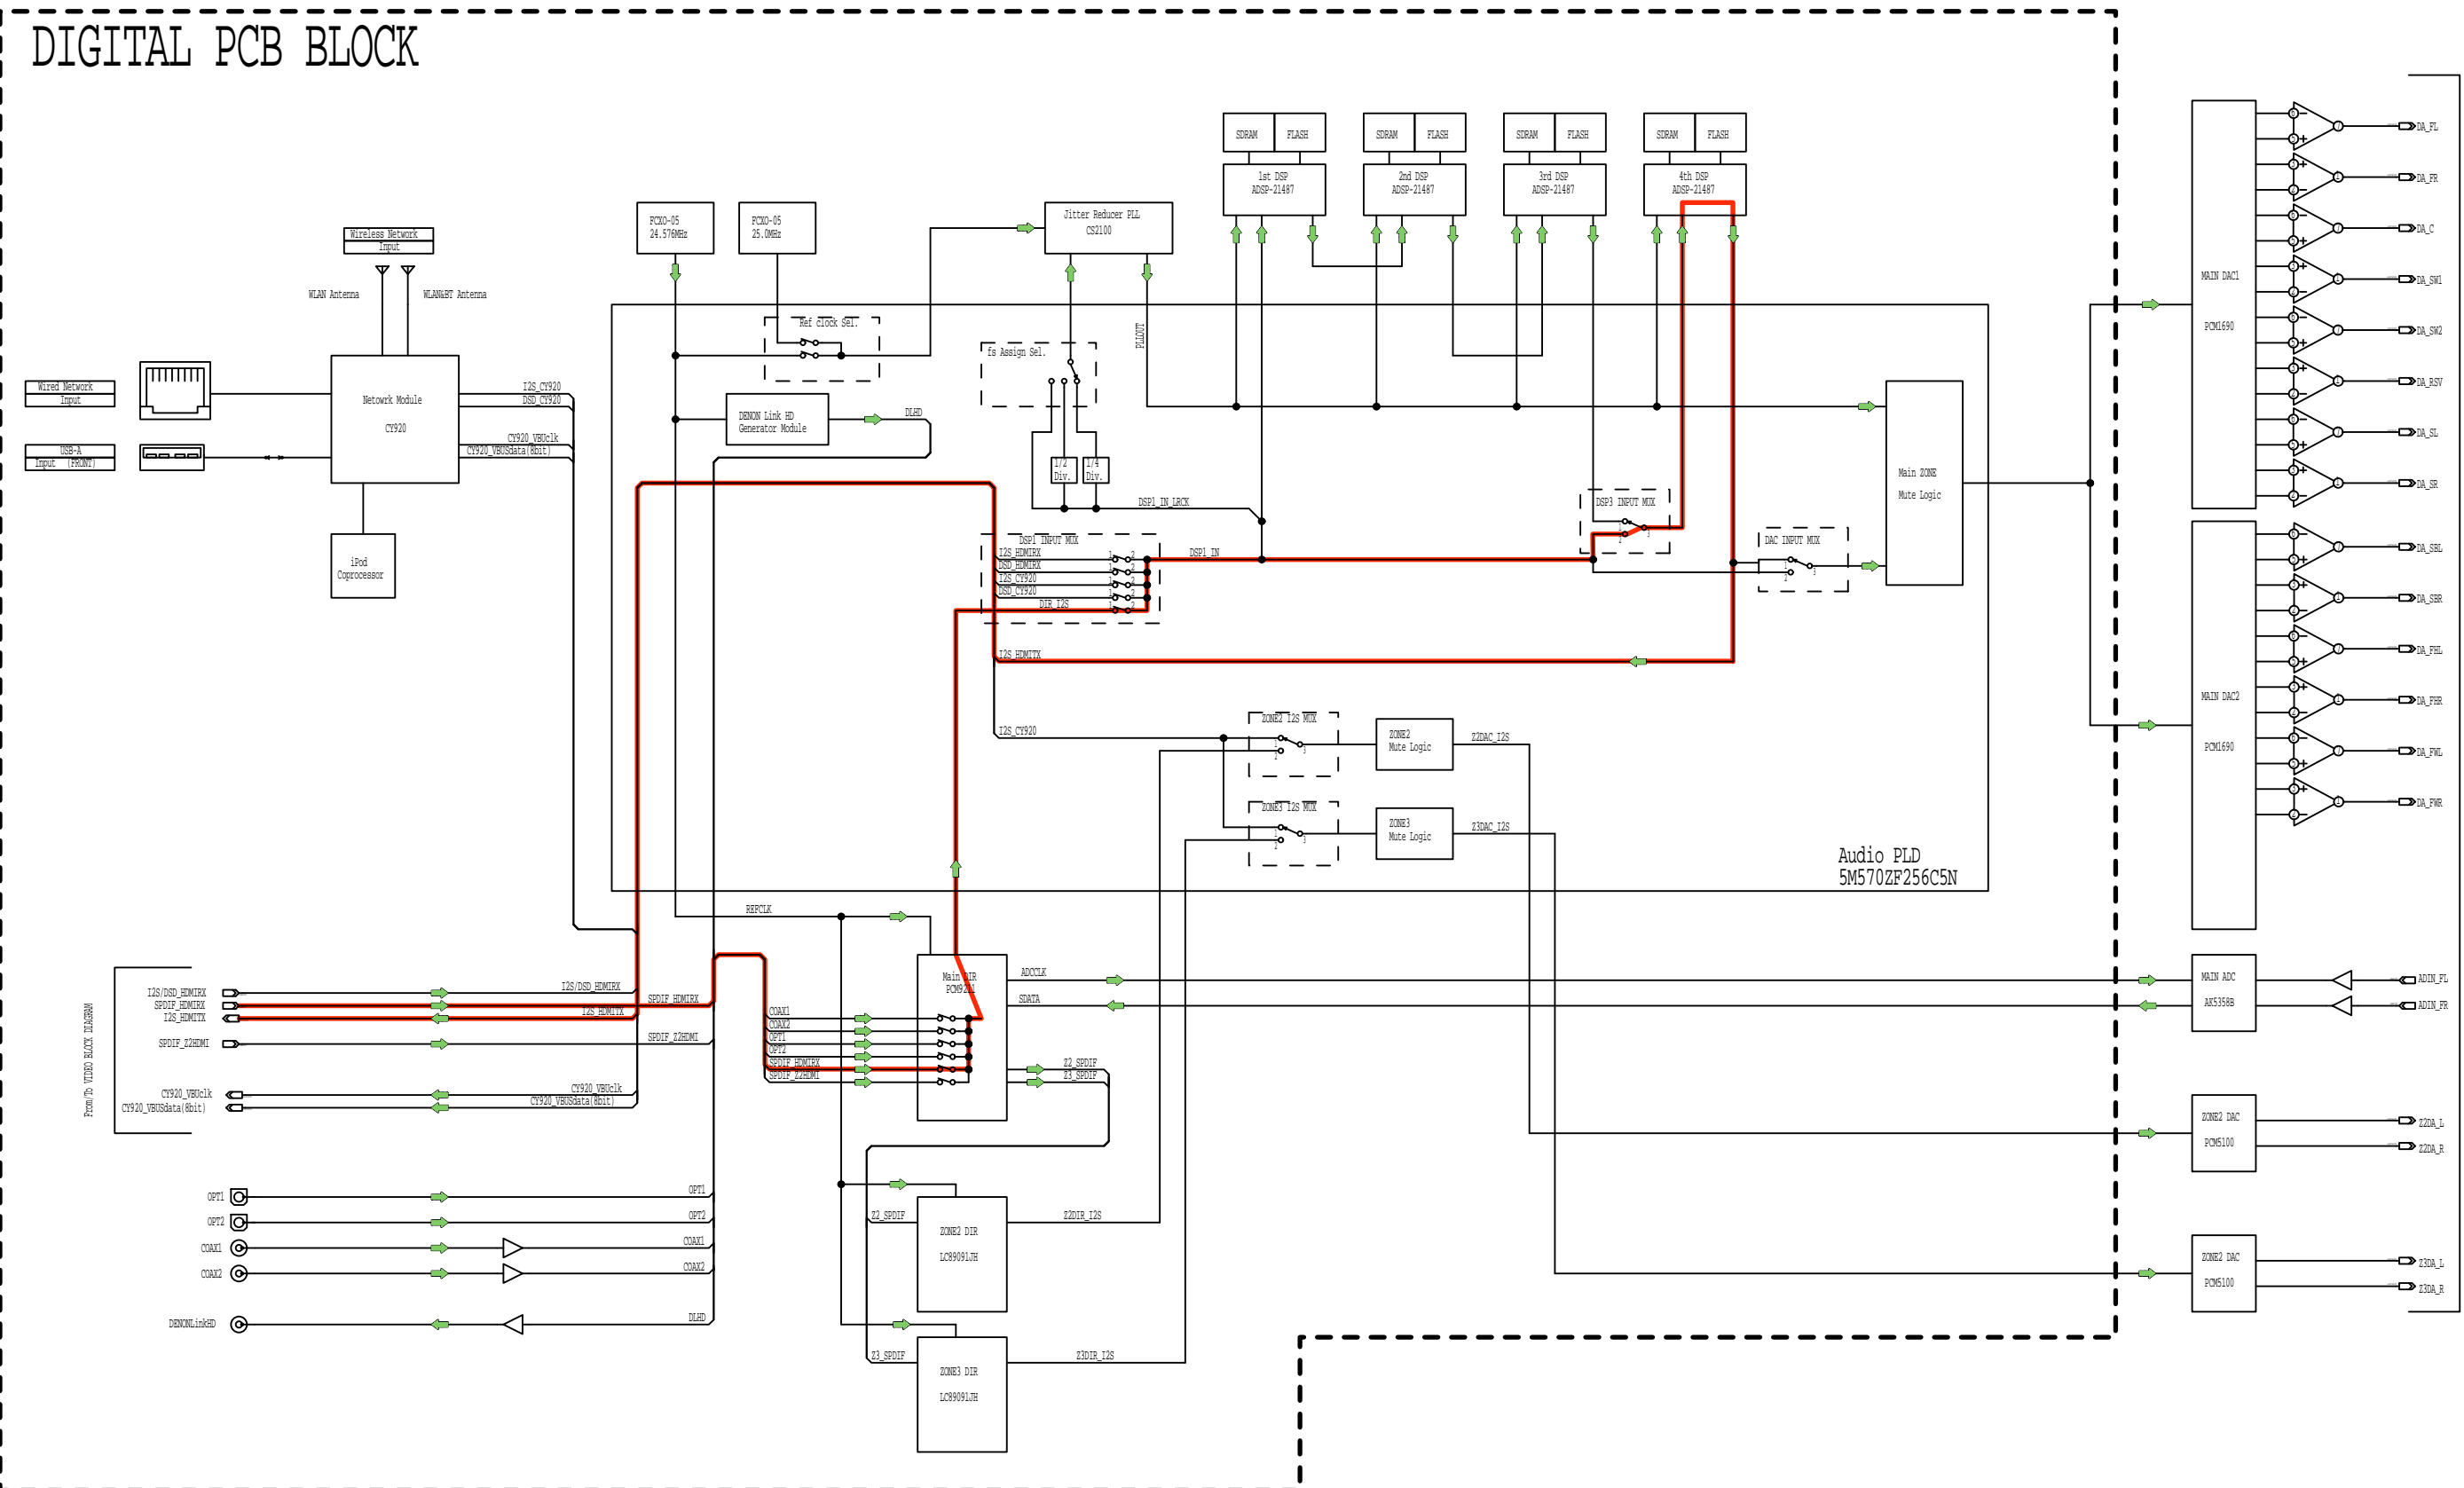 DIGITAL PCB BLOCK
Wireless Network
Input
WLAN Antenna
WLAN&BT Antenna
Wired Network
Input
USB-A
Input (FRONT)
Netowrk Module
CY920
iPod
Coprocessor
I2S_CY920
DSD_CY920
CY920_VBUclk
CY920_VBUSdata(8bit)
FCXO-05
24.576MHz
FCXO-05
25.0MHz
Ref clock Sel.
DENON Link HD
Generator Module
DLHD
Jitter Reducer PLL
CS2100
fs Assign Sel.
PLLOUT
1/2
Div.
1/4
Div.
DSP1_IN_LRCK
SDRAM
FLASH
1st DSP
ADSP-21487
SDRAM
FLASH
2nd DSP
ADSP-21487
SDRAM
FLASH
3rd DSP
ADSP-21487
SDRAM
FLASH
4th DSP
ADSP-21487
DSP1 INPUT MUX
I2S_HDMIRX
DSD_HDMIRX
I2S_CY920
DSD_CY920
DIR_I2S
DSP1_IN
DSP3 INPUT MUX
DAC INPUT MUX
Main ZONE
Mute Logic
I2S_HDMITX
I2S_CY920
ZONE2 I2S MUX
ZONE2
Mute Logic
Z2DAC_I2S
ZONE3 I2S MUX
ZONE3
Mute Logic
Z3DAC_I2S
Audio PLD
5M570ZF256C5N
REFCLK
Main DIR
PCM9211
ADCCLK
SDATA
COAX1
COAX2
OPT1
OPT2
SPDIF_HDMIRX
SPDIF_Z2HDMI
Z2_SPDIF
Z3_SPDIF
Z2_SPDIF
ZONE2 DIR
LC89091JH
Z2DIR_I2S
Z3_SPDIF
ZONE3 DIR
LC89091JH
Z3DIR_I2S
From/To VIDEO BLOCK DIAGRAM
I2S/DSD_HDMIRX
SPDIF_HDMIRX
I2S_HDMITX
SPDIF_Z2HDMI
CY920_VBUclk
CY920_VBUSdata(8bit)
I2S/DSD_HDMIRX
SPDIF_HDMIRX
I2S_HDMITX
SPDIF_Z2HDMI
CY920_VBUclk
CY920_VBUSdata(8bit)
OPT1
OPT1
OPT2
OPT2
COAX1
COAX1
COAX2
COAX2
DENONLinkHD
DLHD
MAIN DAC1
PCM1690
DA_FL
DA_FR
DA_C
DA_SW1
DA_SW2
DA_RSV
DA_SL
DA_SR
MAIN DAC2
PCM1690
DA_SBL
DA_SBR
DA_FHL
DA_FHR
DA_FWL
DA_FWR
MAIN ADC
AK5358B
ADIN_FL
ADIN_FR
ZONE2 DAC
PCM5100
Z2DA_L
Z2DA_R
ZONE2 DAC
PCM5100
Z3DA_L
Z3DA_R